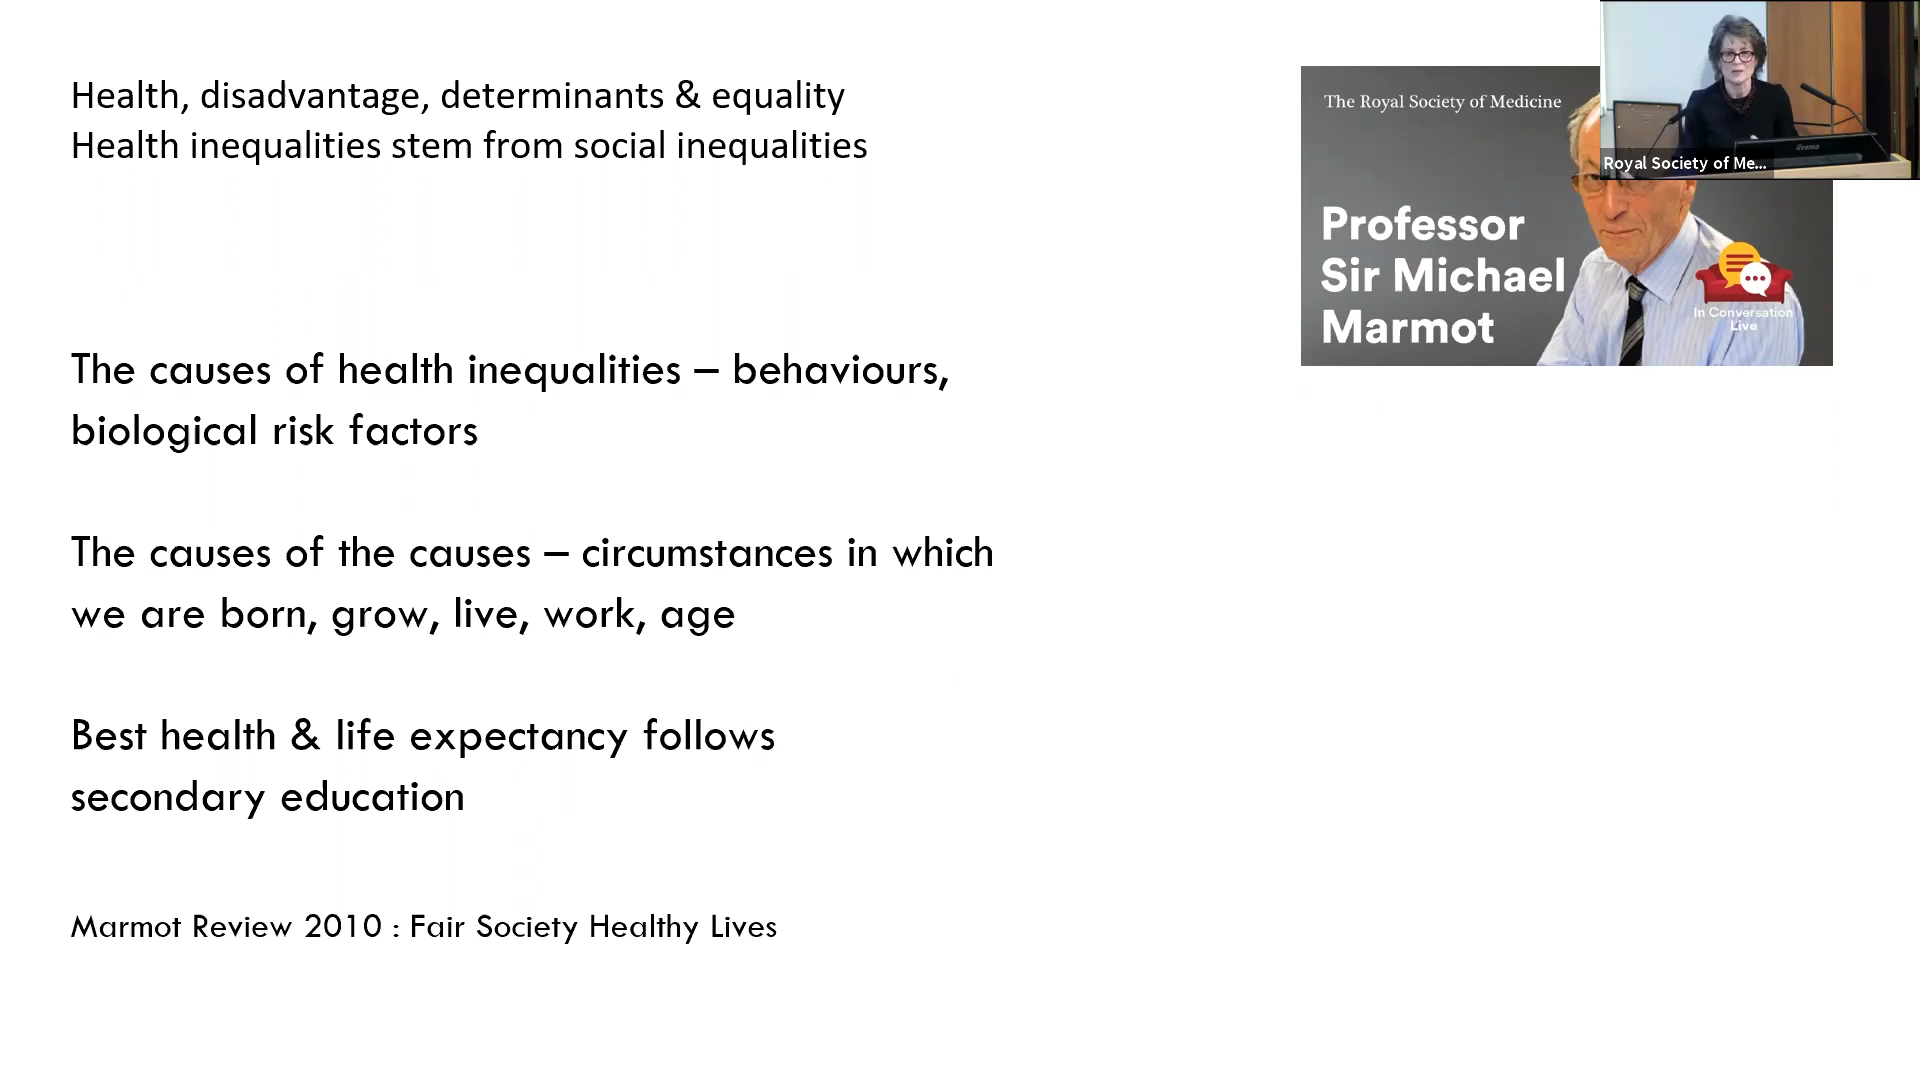 Health, disadvantage, determinants & equality
Health inequalities stem from social inequalities
The Royal Society of Medicine
Royal Society of Me...
Professor
Sir Michael
Marmot
In Conversation
Live
iiyama
The causes of health inequalities – behaviours,
biological risk factors
The causes of the causes – circumstances in which
we are born, grow, live, work, age
Best health & life expectancy follows
secondary education
Marmot Review 2010 : Fair Society Healthy Lives